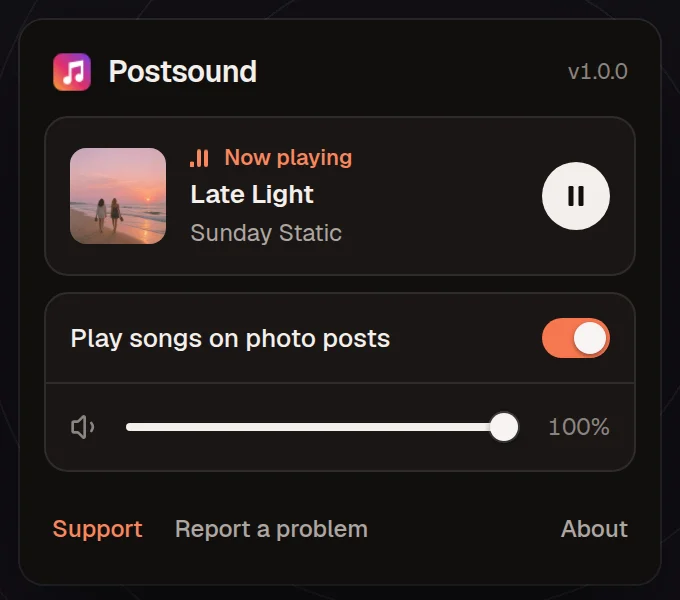 Postsound
v1.0.0
Now playing
Late Light
Sunday Static
Play songs on photo posts
100%
Support
Report a problem
About